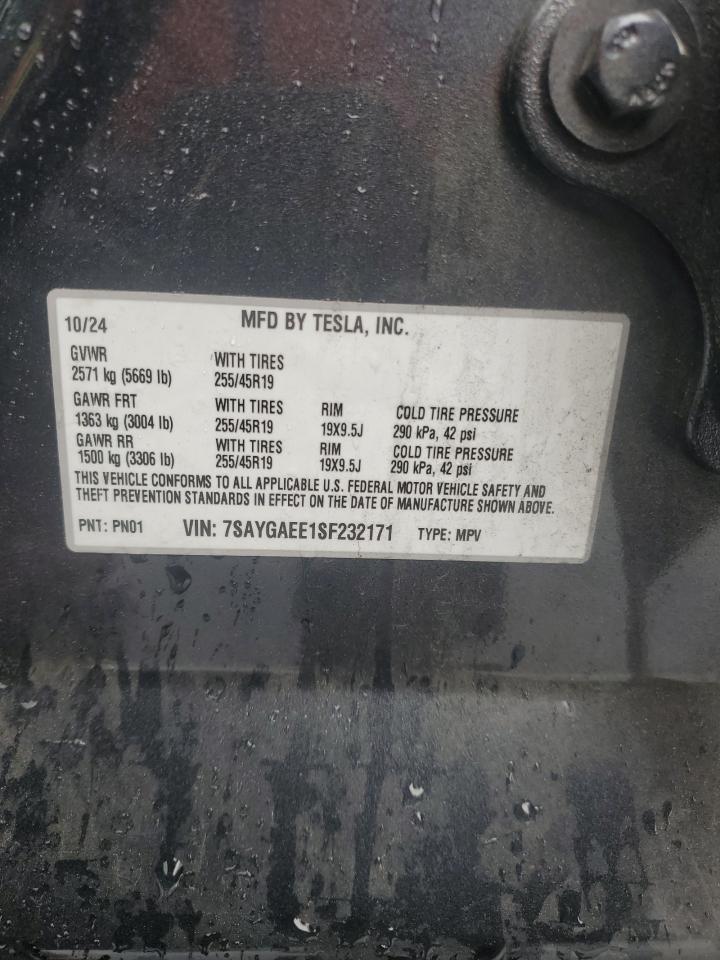 10/24 MFD BY TESLA, INC.
GVWR WITH TIRES
2571 kg (5669 lb) 255/45R19
GAWR FRT WITH TIRES RIM COLD TIRE PRESSURE
1363 kg (3004 lb) 255/45R19 19X9.5J 290 kPa, 42 psi
GAWR RR WITH TIRES RIM COLD TIRE PRESSURE
1500 kg (3306 lb) 255/45R19 19X9.5J 290 kPa, 42 psi
THIS VEHICLE CONFORMS TO ALL APPLICABLE U.S. FEDERAL MOTOR VEHICLE SAFETY AND
THEFT PREVENTION STANDARDS IN EFFECT ON THE DATE OF MANUFACTURE SHOWN ABOVE.
PNT: PN01 VIN: 7SAYGAEE1SF232171 TYPE: MPV